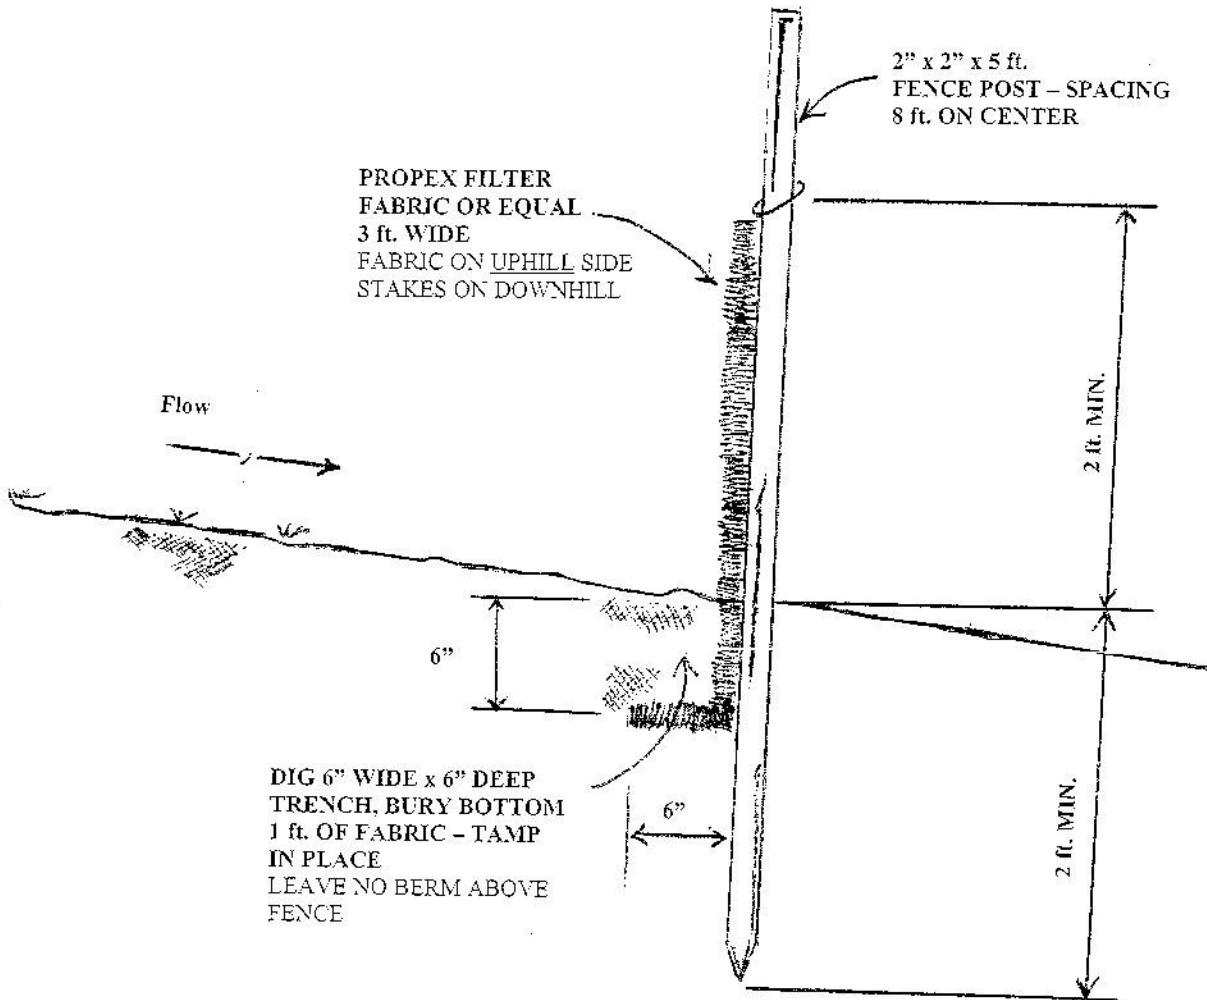 2” x 2” x 5 ft.
FENCE POST – SPACING
8 ft. ON CENTER
PROPEX FILTER
FABRIC OR EQUAL
3 ft. WIDE
FABRIC ON UPHILL SIDE
STAKES ON DOWNHILL
Flow
2 ft. MIN.
6”
DIG 6” WIDE x 6” DEEP
TRENCH, BURY BOTTOM
1 ft. OF FABRIC – TAMP
IN PLACE
LEAVE NO BERM ABOVE
FENCE
6”
2 ft. MIN.